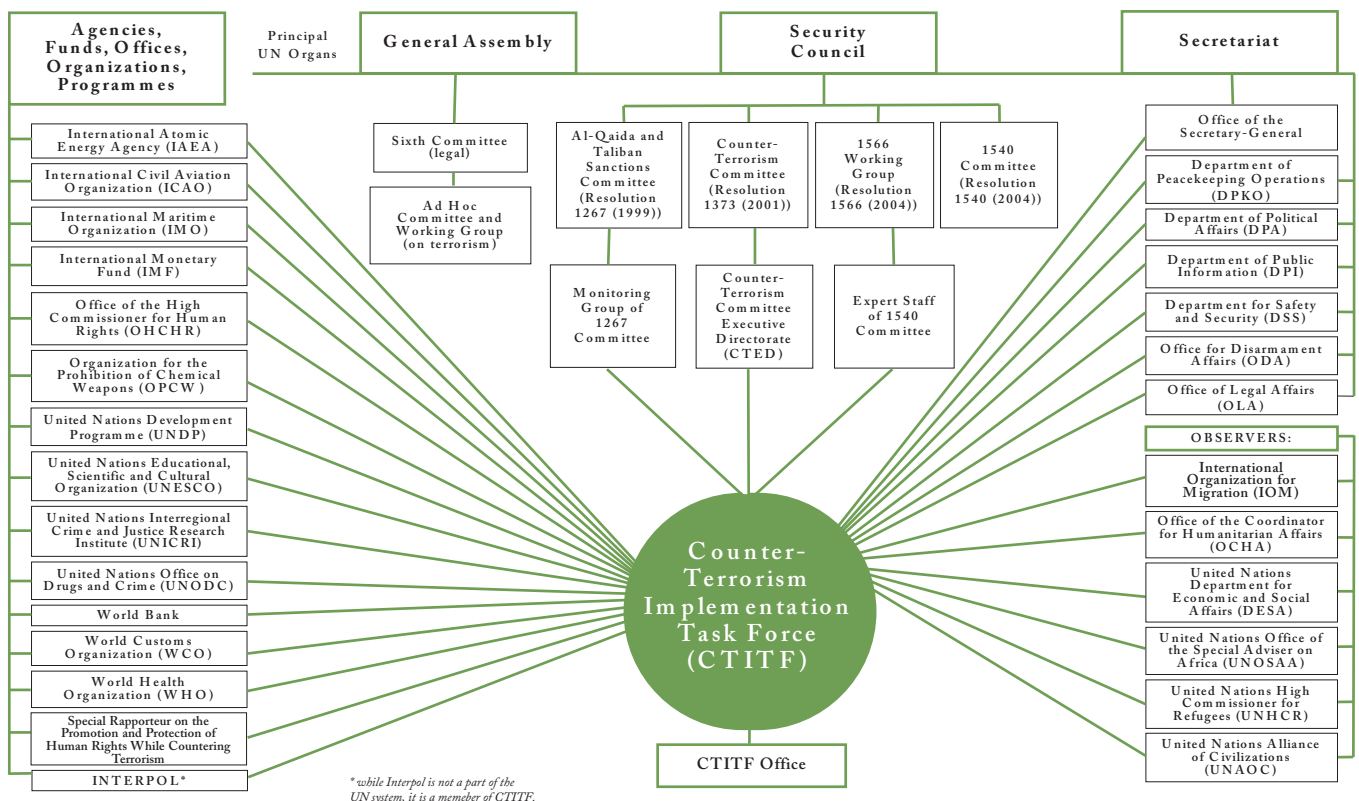 Agencies,
Funds, Offices,
Organizations,
Programmes
Principal
UN Organs
General Assembly
Security
Council
Secretariat
International Atomic
Energy Agency (IAEA)
International Civil Aviation
Organization (ICAO)
International Maritime
Organization (IMO)
International Monetary
Fund (IMF)
Office of the High
Commissioner for Human
Rights (OHCHR)
Organization for the
Prohibition of Chemical
Weapons (OPCW)
United Nations Development
Programme (UNDP)
United Nations Educational,
Scientific and Cultural
Organization (UNESCO)
United Nations Interregional
Crime and Justice Research
Institute (UNICRI)
United Nations Office on
Drugs and Crime (UNODC)
World Bank
World Customs
Organization (WCO)
World Health
Organization (WHO)
Special Rapporteur on the
Promotion and Protection of
Human Rights While Countering
Terrorism
INTERPOL*
Sixth Committee
(legal)
Ad Hoc
Committee and
Working Group
(on terrorism)
Al-Qaida and
Taliban
Sanctions
Committee
(Resolution
1267 (1999))
Counter-
Terrorism
Committee
(Resolution
1373 (2001))
1566
Working
Group
(Resolution
1566 (2004))
1540
Committee
(Resolution
1540 (2004))
Monitoring
Group of
1267
Committee
Counter-
Terrorism
Committee
Executive
Directorate
(CTED)
Expert Staff
of 1540
Committee
Office of the
Secretary-General
Department of
Peacekeeping Operations
(DPKO)
Department of Political
Affairs (DPA)
Department of Public
Information (DPI)
Department for Safety
and Security (DSS)
Office for Disarmament
Affairs (ODA)
Office of Legal Affairs
(OLA)
OBSERVERS:
International
Organization for
Migration (IOM)
Office of the Coordinator
for Humanitarian Affairs
(OCHA)
United Nations
Department for
Economic and Social
Affairs (DESA)
United Nations Office of
the Special Adviser on
Africa (UNOSAA)
United Nations High
Commissioner for
Refugees (UNHCR)
United Nations Alliance
of Civilizations
(UNAOC)
Counter-
Terrorism
Implementation
Task Force
(CTITF)
CTITF Office
* while Interpol is not a part of the
UN system, it is a memeber of CTITF.